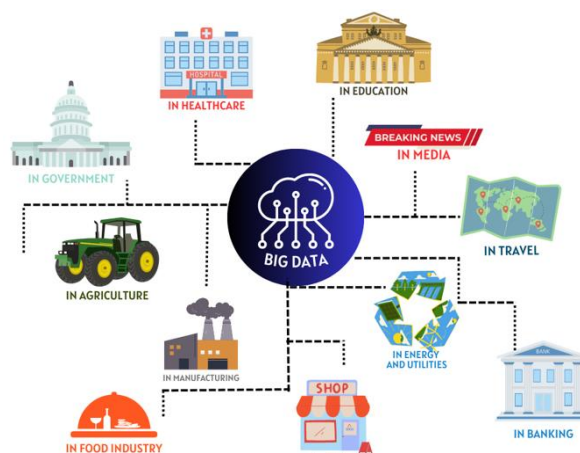 HOSPITAL
IN HEALTHCARE
IN EDUCATION
BREAKING NEWS
IN MEDIA
IN GOVERNMENT
BIG DATA
IN TRAVEL
IN AGRICULTURE
IN MANUFACTURING
IN ENERGY
AND UTILITIES
BANK
IN BANKING
SHOP
IN FOOD INDUSTRY